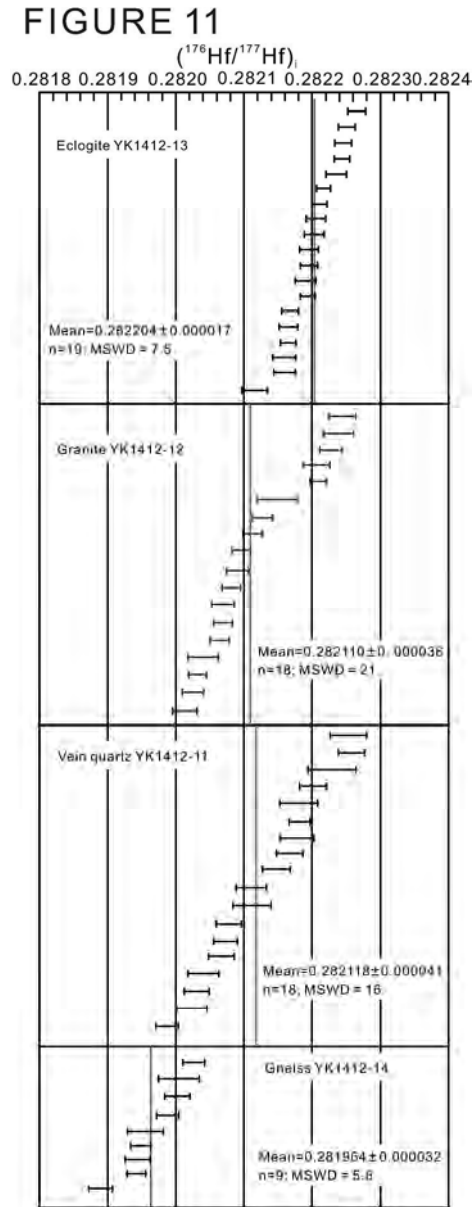 FIGURE 11
(¹⁷⁶Hf/¹⁷⁷Hf)ᵢ
0.2818 0.2819 0.2820 0.2821 0.2822 0.2823 0.2824
Eclogite YK1412-13
Mean=0.282204±0.000017
n=19; MSWD = 7.5
Granite YK1412-12
Mean=0.282110±0.000036
n=18; MSWD = 21
Vein quartz YK1412-11
Mean=0.282118±0.000041
n=18; MSWD = 16
Gneiss YK1412-14
Mean=0.281964±0.000032
n=9; MSWD = 5.8